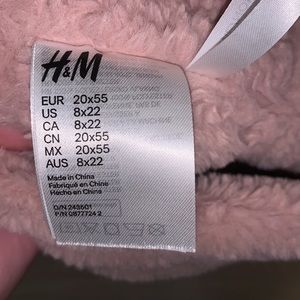 H&M
EUR 20x55
US 8x22
CA 8x22
CN 20x55
MX 20x55
AUS 8x22
Made in China
Fabriqué en Chine
Hecho en China
O/N 243501
P/N 0877724 2